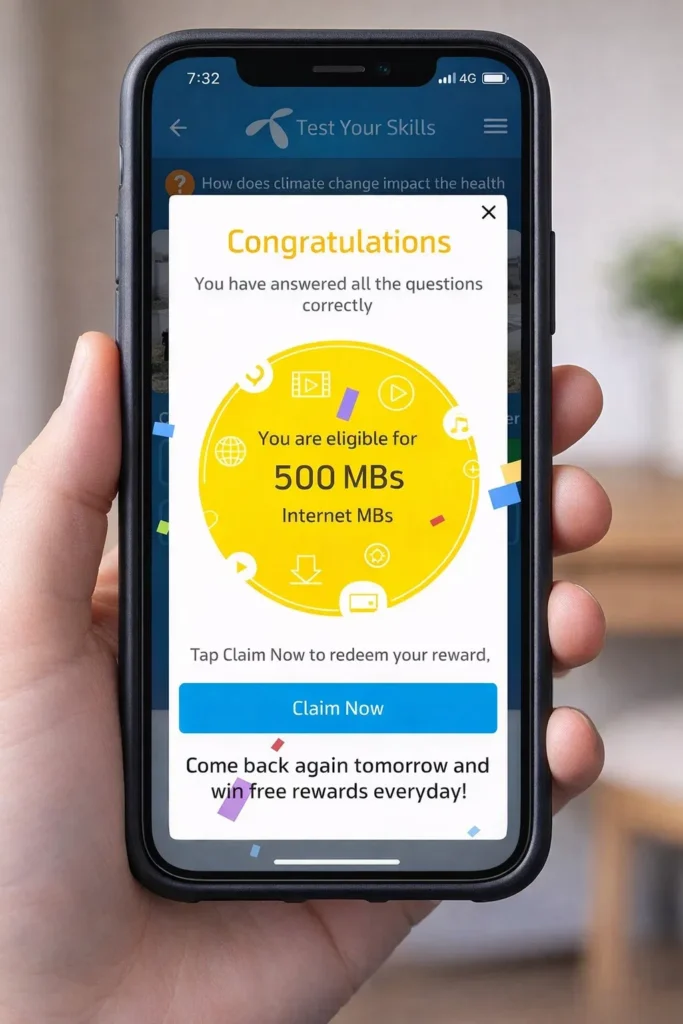 7:32
4G
Test Your Skills
?
How does climate change impact the health
Congratulations
You have answered all the questions
correctly
You are eligible for
500 MBs
Internet MBs
Tap Claim Now to redeem your reward,
Claim Now
Come back again tomorrow and
win free rewards everyday!